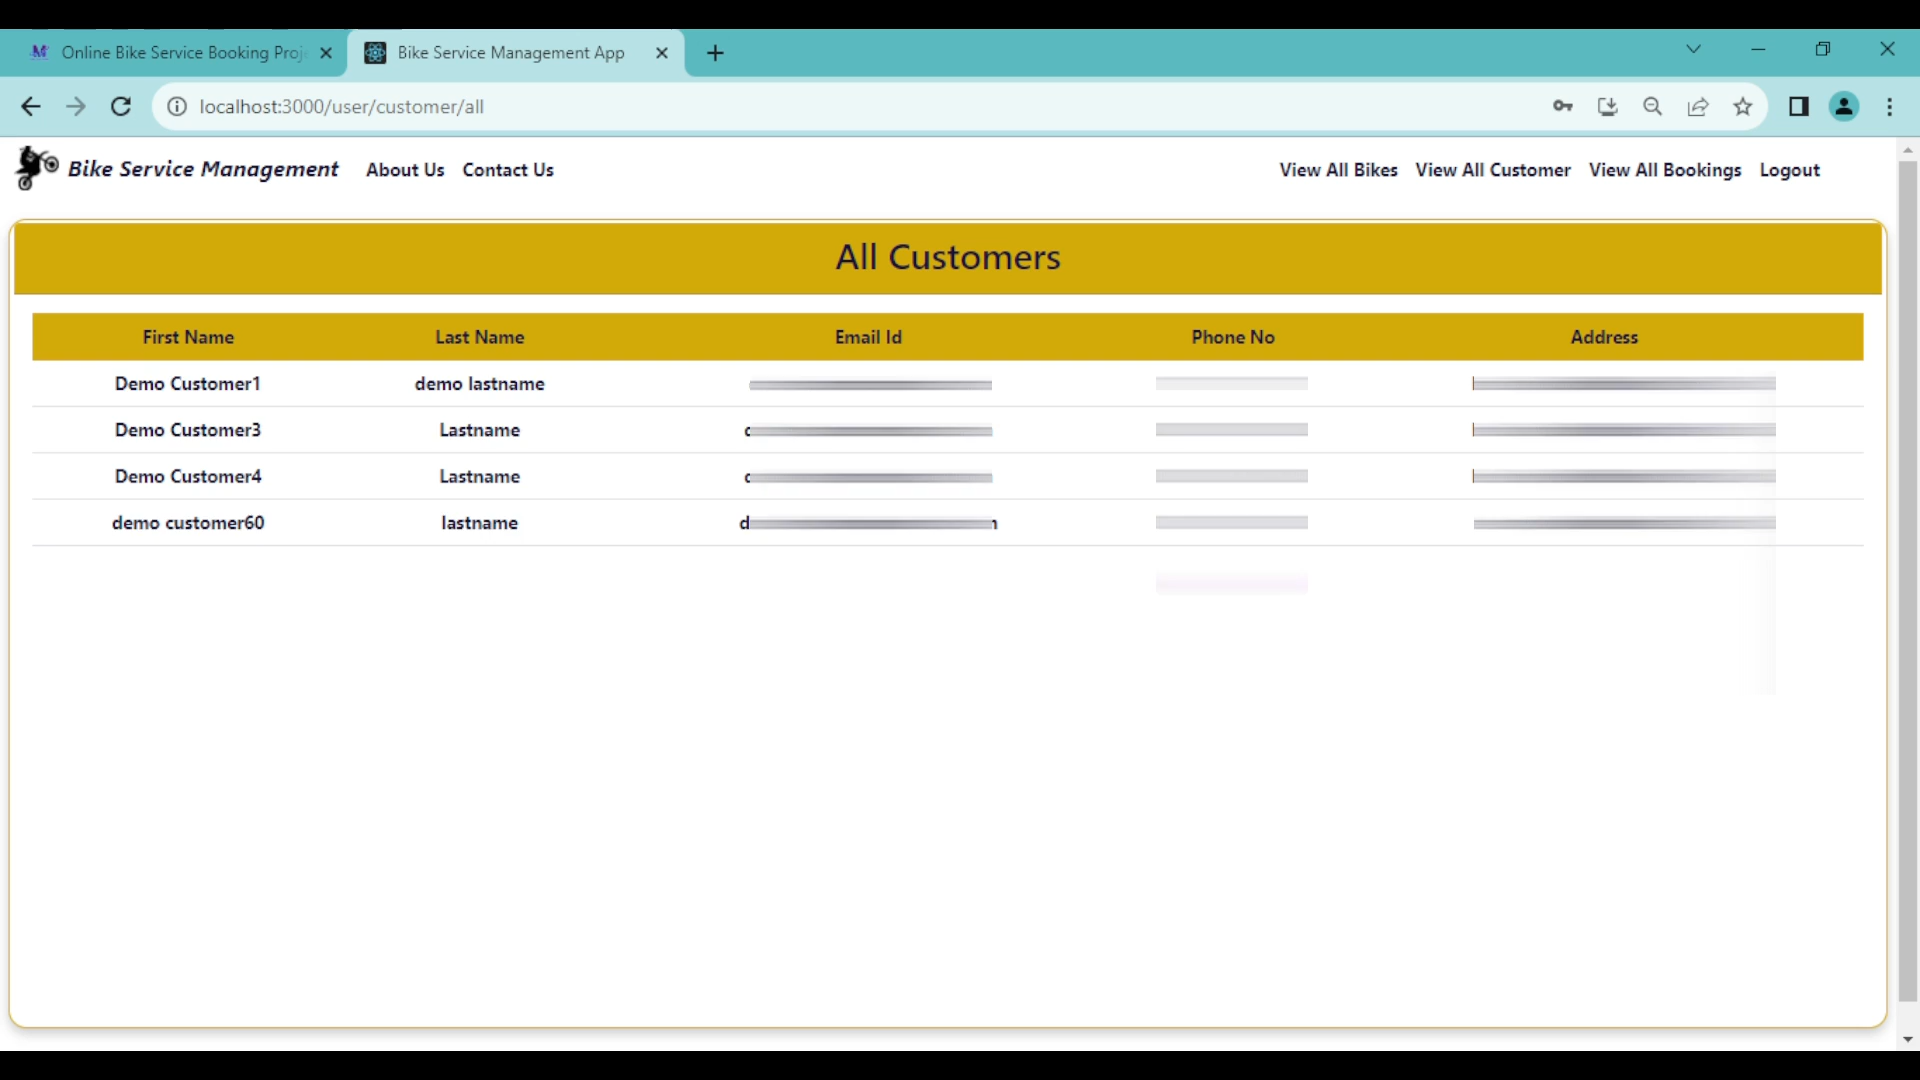 Online Bike Service Booking Proj
Bike Service Management App
localhost:3000/user/customer/all
Bike Service Management About Us Contact Us View All Bikes View All Customer View All Bookings Logout
All Customers
First Name Last Name Email Id Phone No Address
Demo Customer1 demo lastname
Demo Customer3 Lastname
Demo Customer4 Lastname
demo customer60 lastname